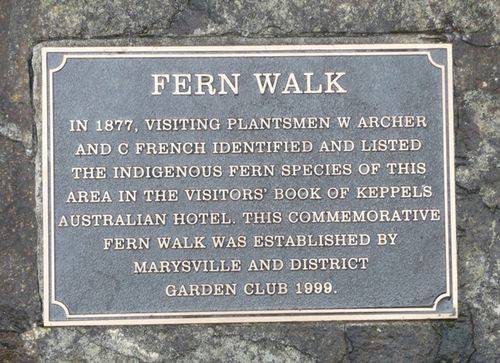 FERN WALK
IN 1877, VISITING PLANTSMEN W ARCHER
AND C FRENCH IDENTIFIED AND LISTED
THE INDIGENOUS FERN SPECIES OF THIS
AREA IN THE VISITORS' BOOK OF KEPPEL'S
AUSTRALIAN HOTEL. THIS COMMEMORATIVE
FERN WALK WAS ESTABLISHED BY
MARYSVILLE AND DISTRICT
GARDEN CLUB 1999.